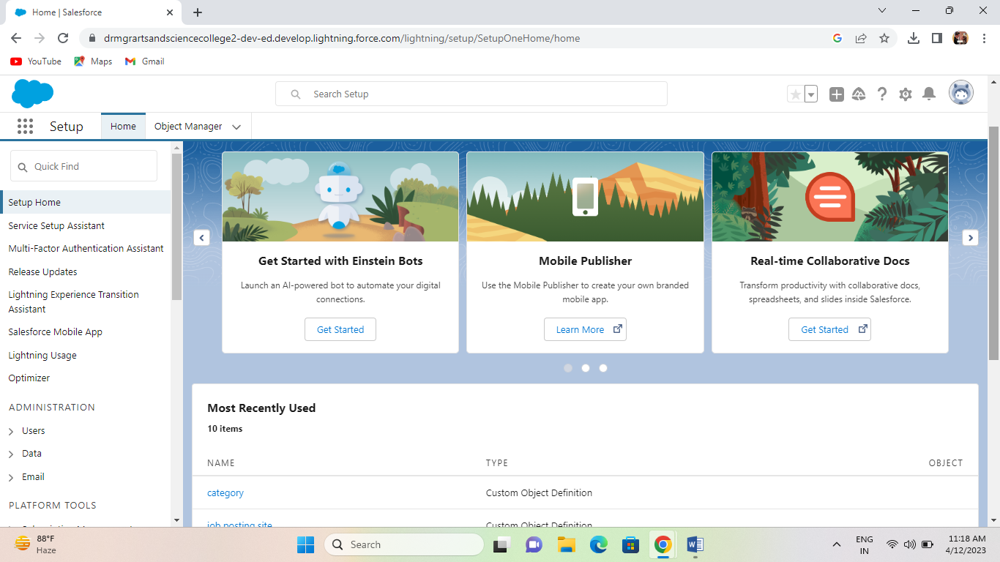 Home | Salesforce
drmgrartsandsciencecollege2-dev-ed.develop.lightning.force.com/lightning/setup/SetupOneHome/home
YouTube Maps Gmail
Search Setup
Setup Home Object Manager
Quick Find
Setup Home
Service Setup Assistant
Multi-Factor Authentication Assistant
Release Updates
Lightning Experience Transition
Assistant
Salesforce Mobile App
Lightning Usage
Optimizer
ADMINISTRATION
Users
Data
Email
PLATFORM TOOLS
Get Started with Einstein Bots
Launch an AI-powered bot to automate your digital
connections.
Get Started
Mobile Publisher
Use the Mobile Publisher to create your own branded
mobile app.
Learn More
Real-time Collaborative Docs
Transform productivity with collaborative docs,
spreadsheets, and slides inside Salesforce.
Get Started
Most Recently Used
10 items
NAME TYPE OBJECT
category Custom Object Definition
job posting site Custom Object Definition
88°F
Haze
Search
ENG
IN
11:18 AM
4/12/2023